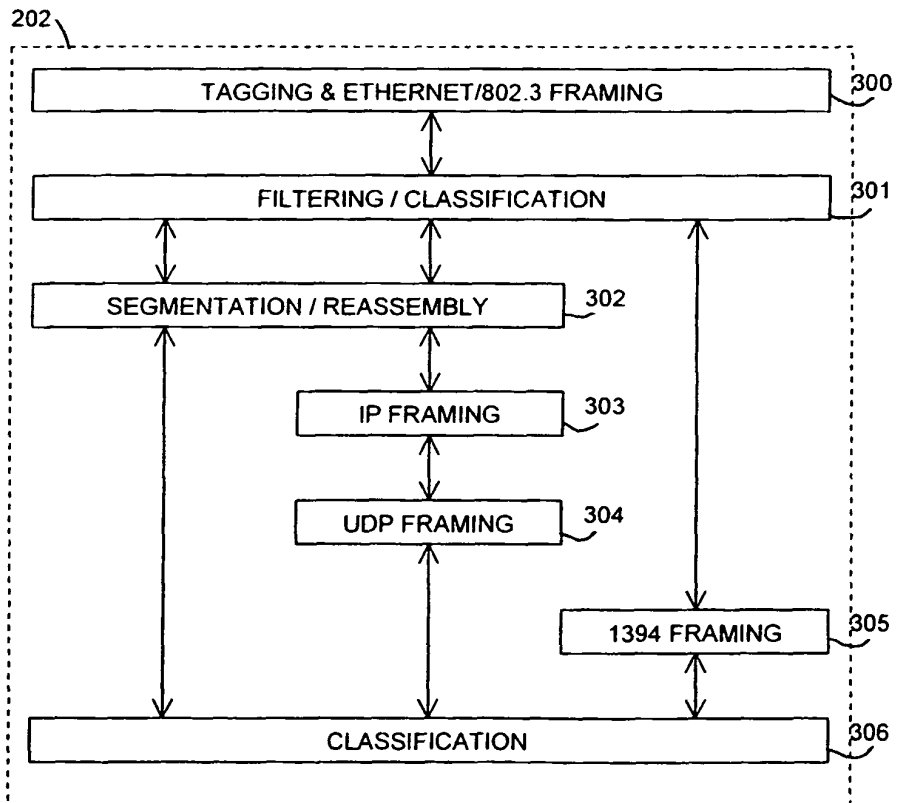 202
TAGGING & ETHERNET/802.3 FRAMING
300
FILTERING / CLASSIFICATION
301
SEGMENTATION / REASSEMBLY
302
IP FRAMING
303
UDP FRAMING
304
1394 FRAMING
305
CLASSIFICATION
306